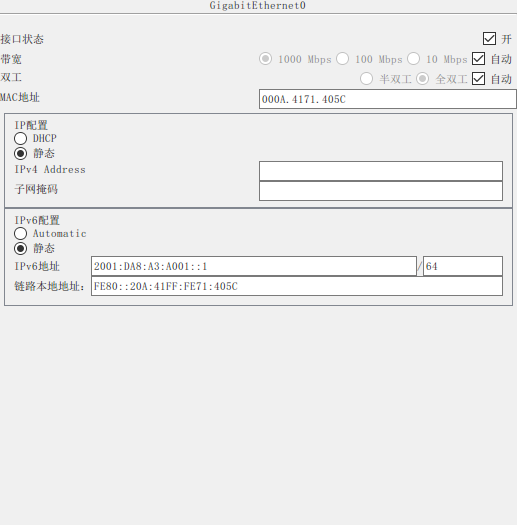 GigabitEthernet0
接口状态 开
带宽 1000 Mbps 100 Mbps 10 Mbps 自动
双工 半双工 全双工 自动
MAC地址 000A.4171.405C
IP配置
DHCP
静态
IPv4 Address
子网掩码
IPv6配置
Automatic
静态
IPv6地址 2001:DA8:A3:A001::1 / 64
链路本地地址: FE80::20A:41FF:FE71:405C